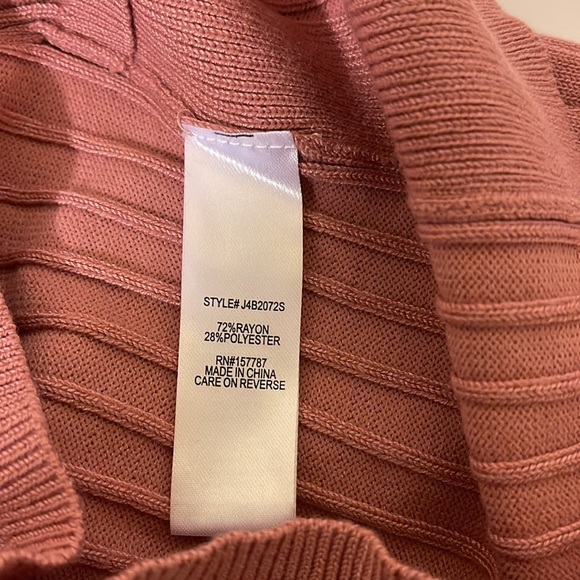 STYLE# J4B2072S
72%RAYON
28%POLYESTER
RN#157787
MADE IN CHINA
CARE ON REVERSE